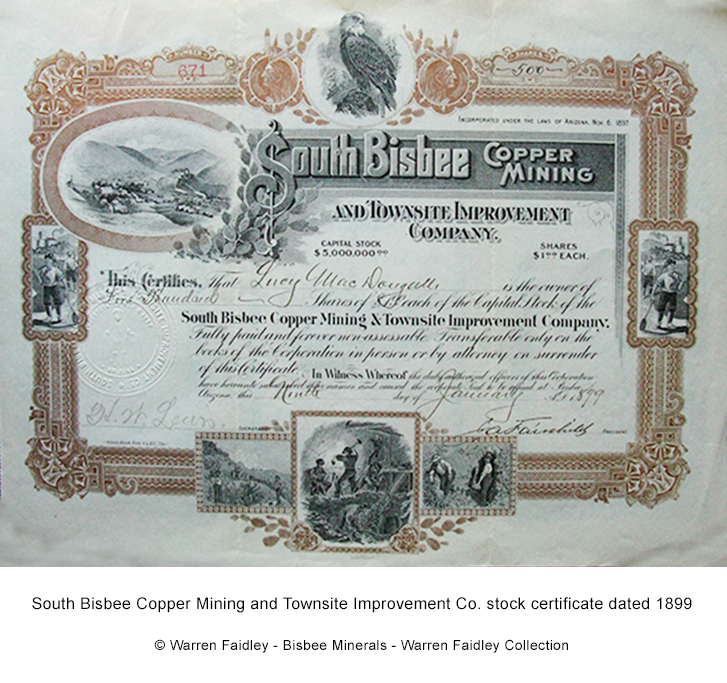 671
500
INCORPORATED UNDER THE LAWS OF ARIZONA, NOV. 6, 1897
South Bisbee COPPER MINING
AND TOWNSITE IMPROVEMENT
COMPANY.
CAPITAL STOCK
$5,000,000.00
SHARES
$1.00 EACH.
This Certifies, That Lucy MacDougall is the owner of
Five Hundred Shares of $1 each of the Capital Stock of the
South Bisbee Copper Mining & Townsite Improvement Company.
Fully paid and forever non assessable. Transferable only on the
books of the Corporation in person or by attorney on surrender
of this Certificate. In Witness Whereof the duly authorized officers of this Corporation
have hereunto subscribed their names and caused the corporate Seal to be affixed at Bisbee,
Arizona, this Ninth day of January 1899
SECRETARY
PRESIDENT
South Bisbee Copper Mining and Townsite Improvement Co. stock certificate dated 1899
© Warren Faidley - Bisbee Minerals - Warren Faidley Collection